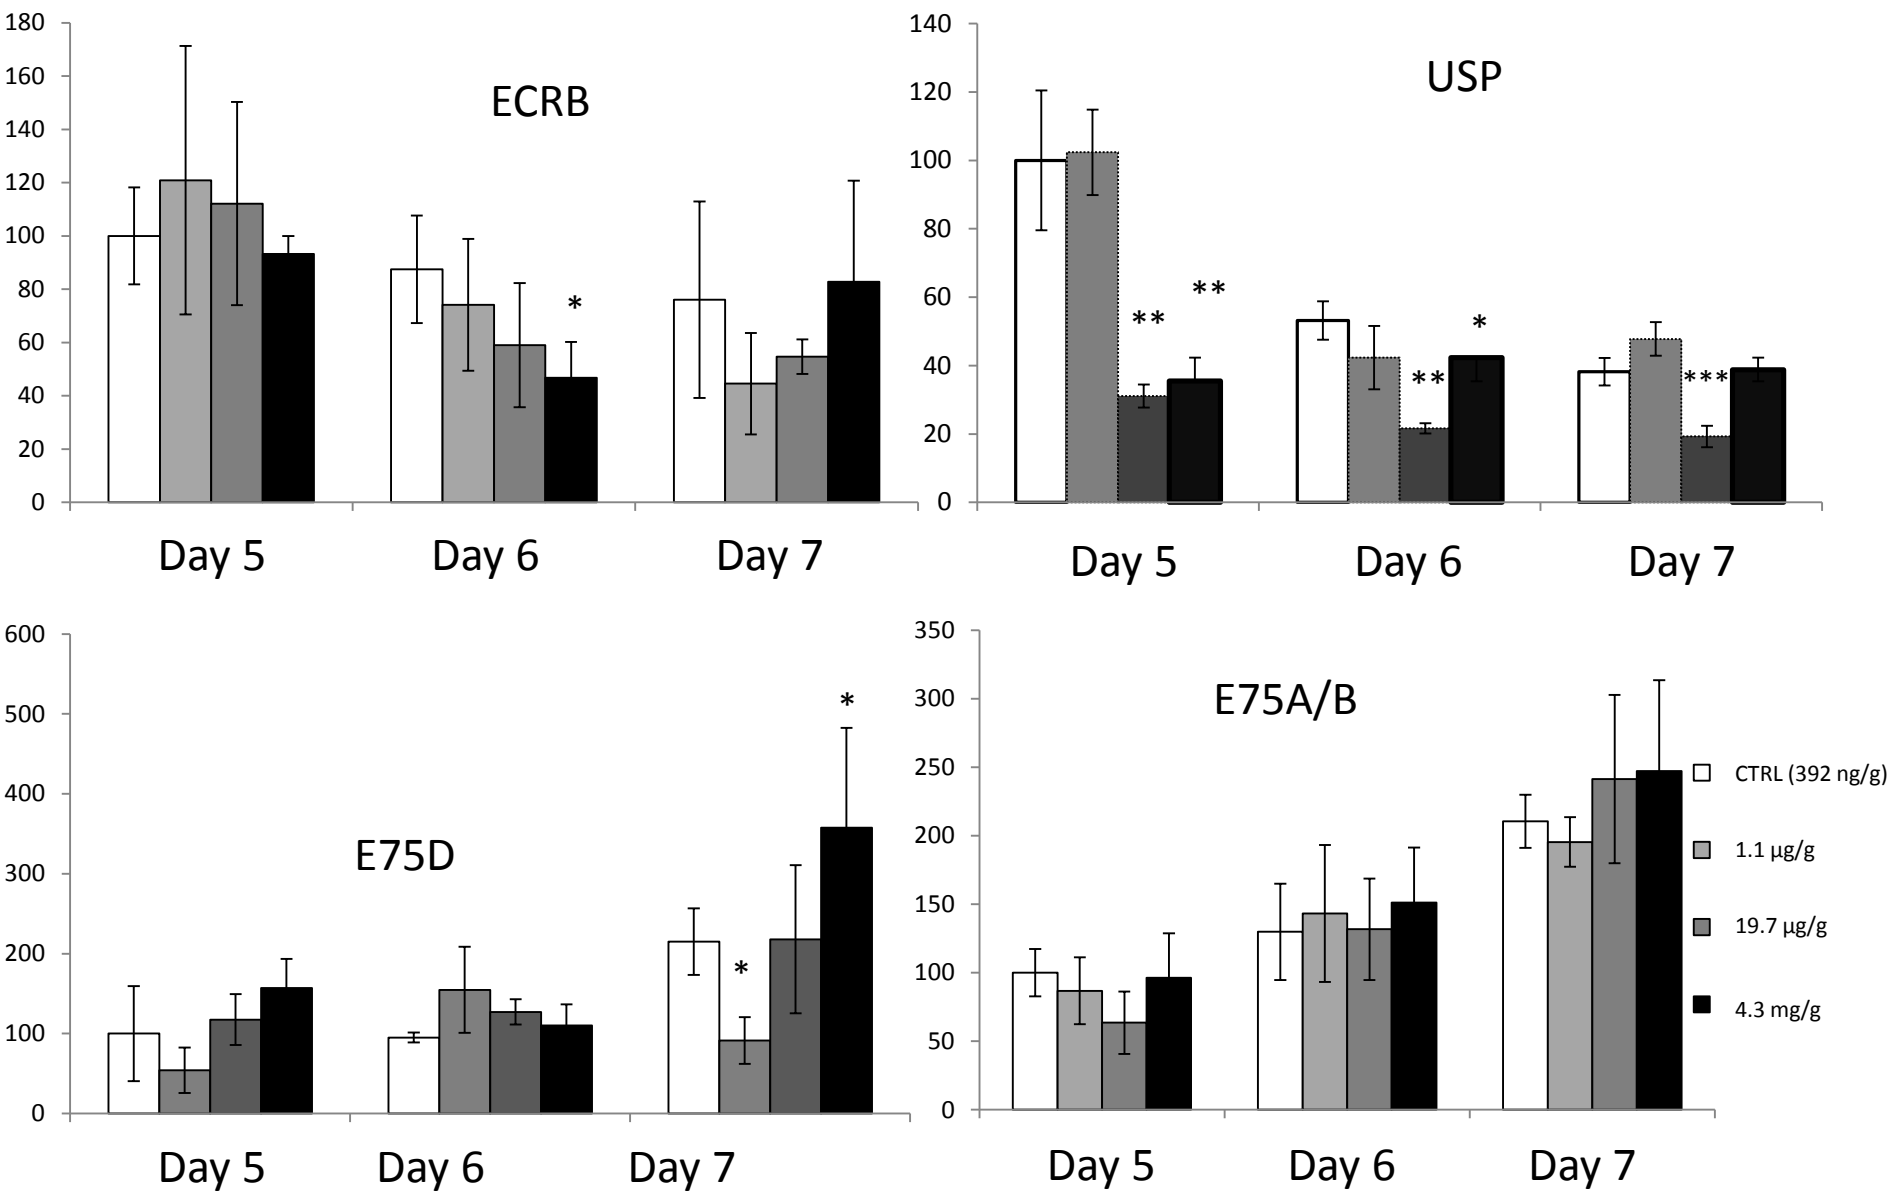 ECRB
180
160
140
120
100
80
60
40
20
0
*
Day 5 Day 6 Day 7
USP
140
120
100
80
60
40
20
0
** ** ** * ***
Day 5 Day 6 Day 7
E75D
600
500
400
300
200
100
0
* *
Day 5 Day 6 Day 7
E75A/B
350
300
250
200
150
100
50
0
Day 5 Day 6 Day 7
CTRL (392 ng/g)
1.1 µg/g
19.7 µg/g
4.3 mg/g